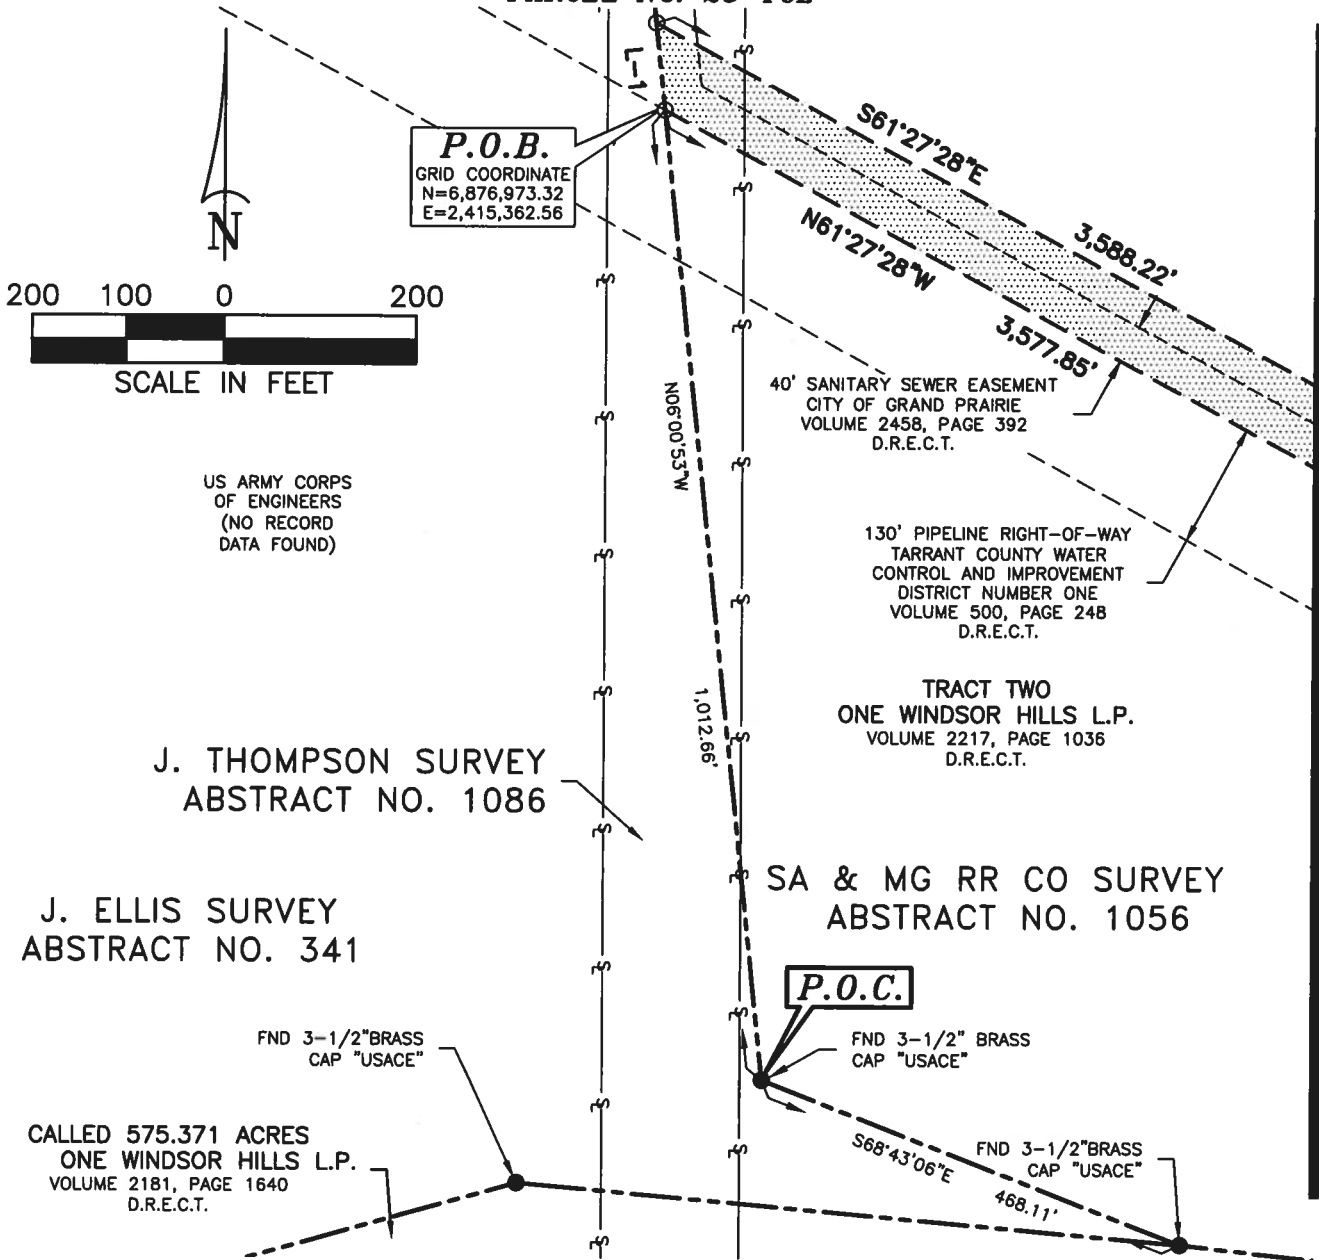 L-1
P.O.B.
GRID COORDINATE
N=6,876,973.32
E=2,415,362.56
N
S61°27'28"E
3,588.22'
N61°27'28"W
3,577.85'
200 100 0 200
SCALE IN FEET
40' SANITARY SEWER EASEMENT
CITY OF GRAND PRAIRIE
VOLUME 2458, PAGE 392
D.R.E.C.T.
N06°00'53"W
1,012.66'
US ARMY CORPS
OF ENGINEERS
(NO RECORD
DATA FOUND)
130' PIPELINE RIGHT-OF-WAY
TARRANT COUNTY WATER
CONTROL AND IMPROVEMENT
DISTRICT NUMBER ONE
VOLUME 500, PAGE 248
D.R.E.C.T.
TRACT TWO
ONE WINDSOR HILLS L.P.
VOLUME 2217, PAGE 1036
D.R.E.C.T.
J. THOMPSON SURVEY
ABSTRACT NO. 1086
SA & MG RR CO SURVEY
ABSTRACT NO. 1056
J. ELLIS SURVEY
ABSTRACT NO. 341
P.O.C.
FND 3-1/2"BRASS
CAP "USACE"
FND 3-1/2" BRASS
CAP "USACE"
CALLED 575.371 ACRES
ONE WINDSOR HILLS L.P.
VOLUME 2181, PAGE 1640
D.R.E.C.T.
S68°43'06"E
468.11'
FND 3-1/2"BRASS
CAP "USACE"